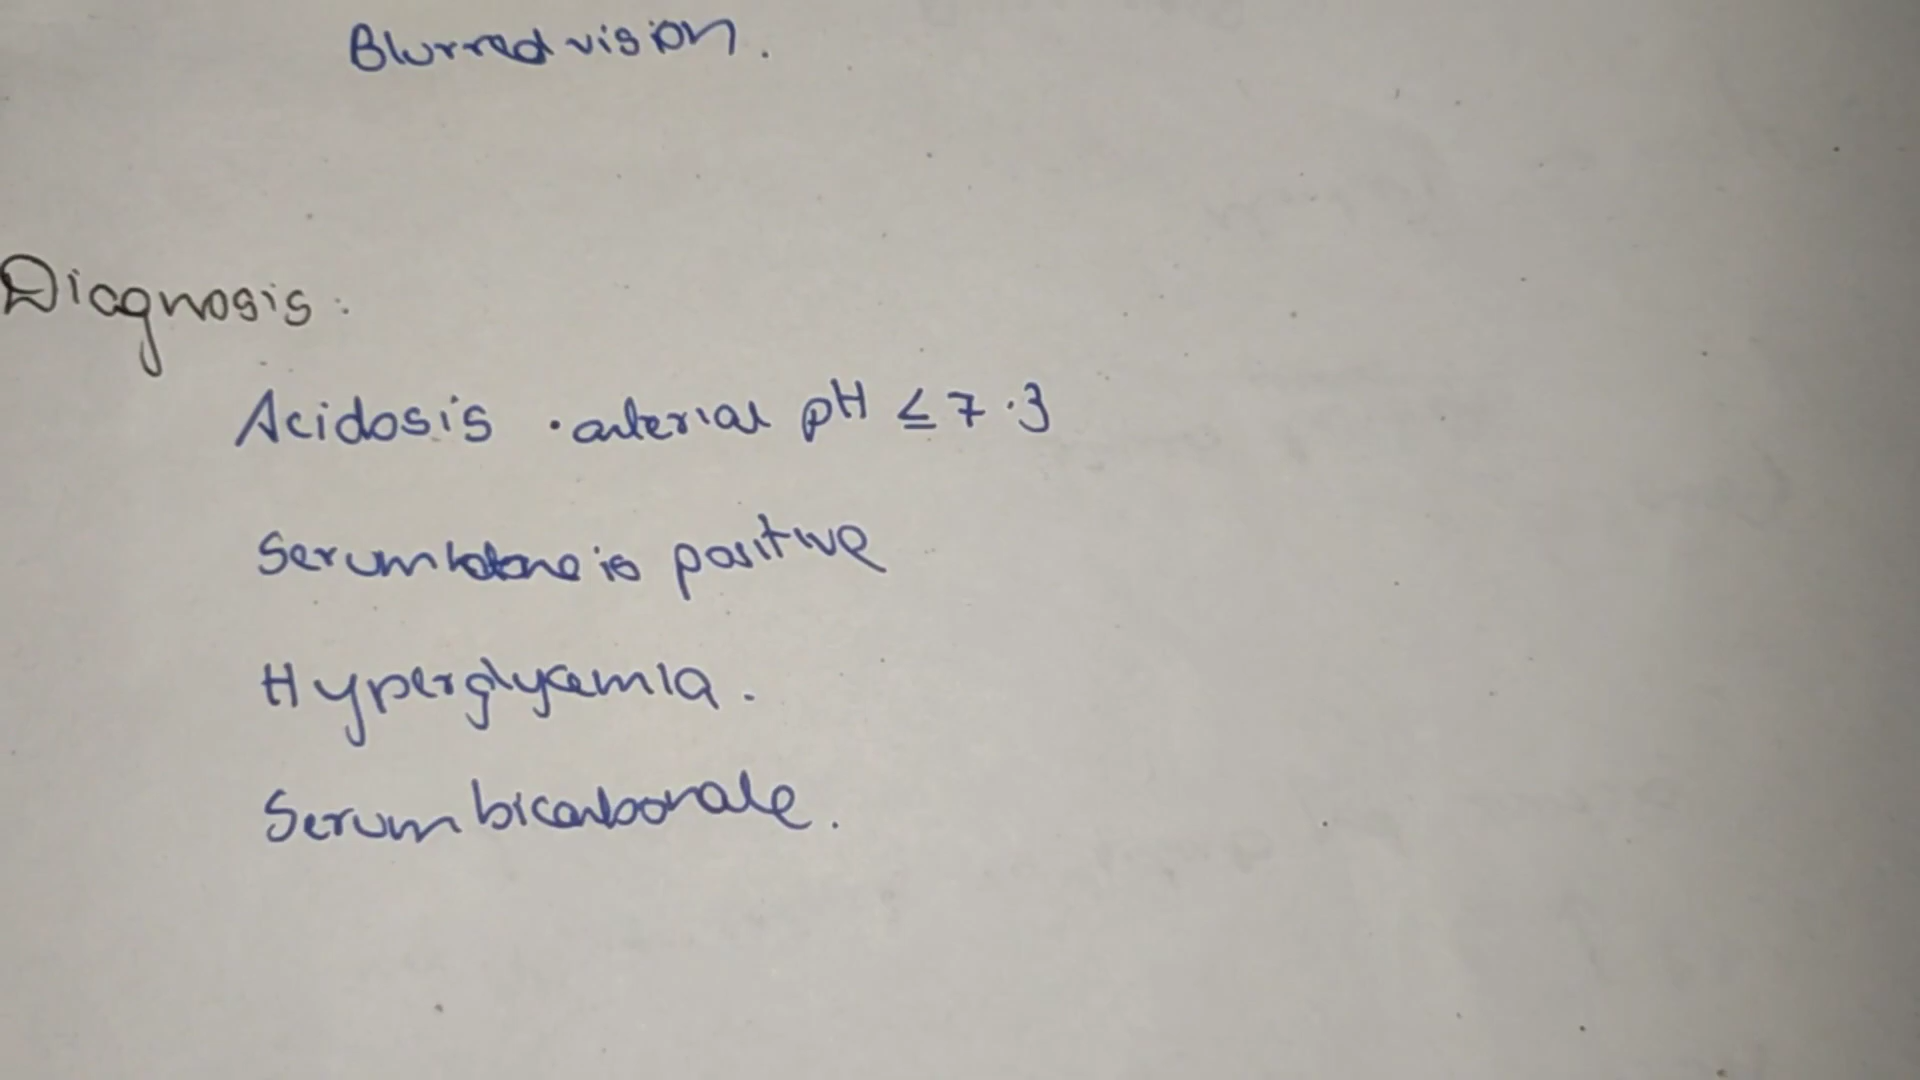 Blurred vision.
Diagnosis:
Acidosis . arterial pH ≤ 7.3
Serum ketone is positive
Hyperglycemia.
Serum bicarbonate.